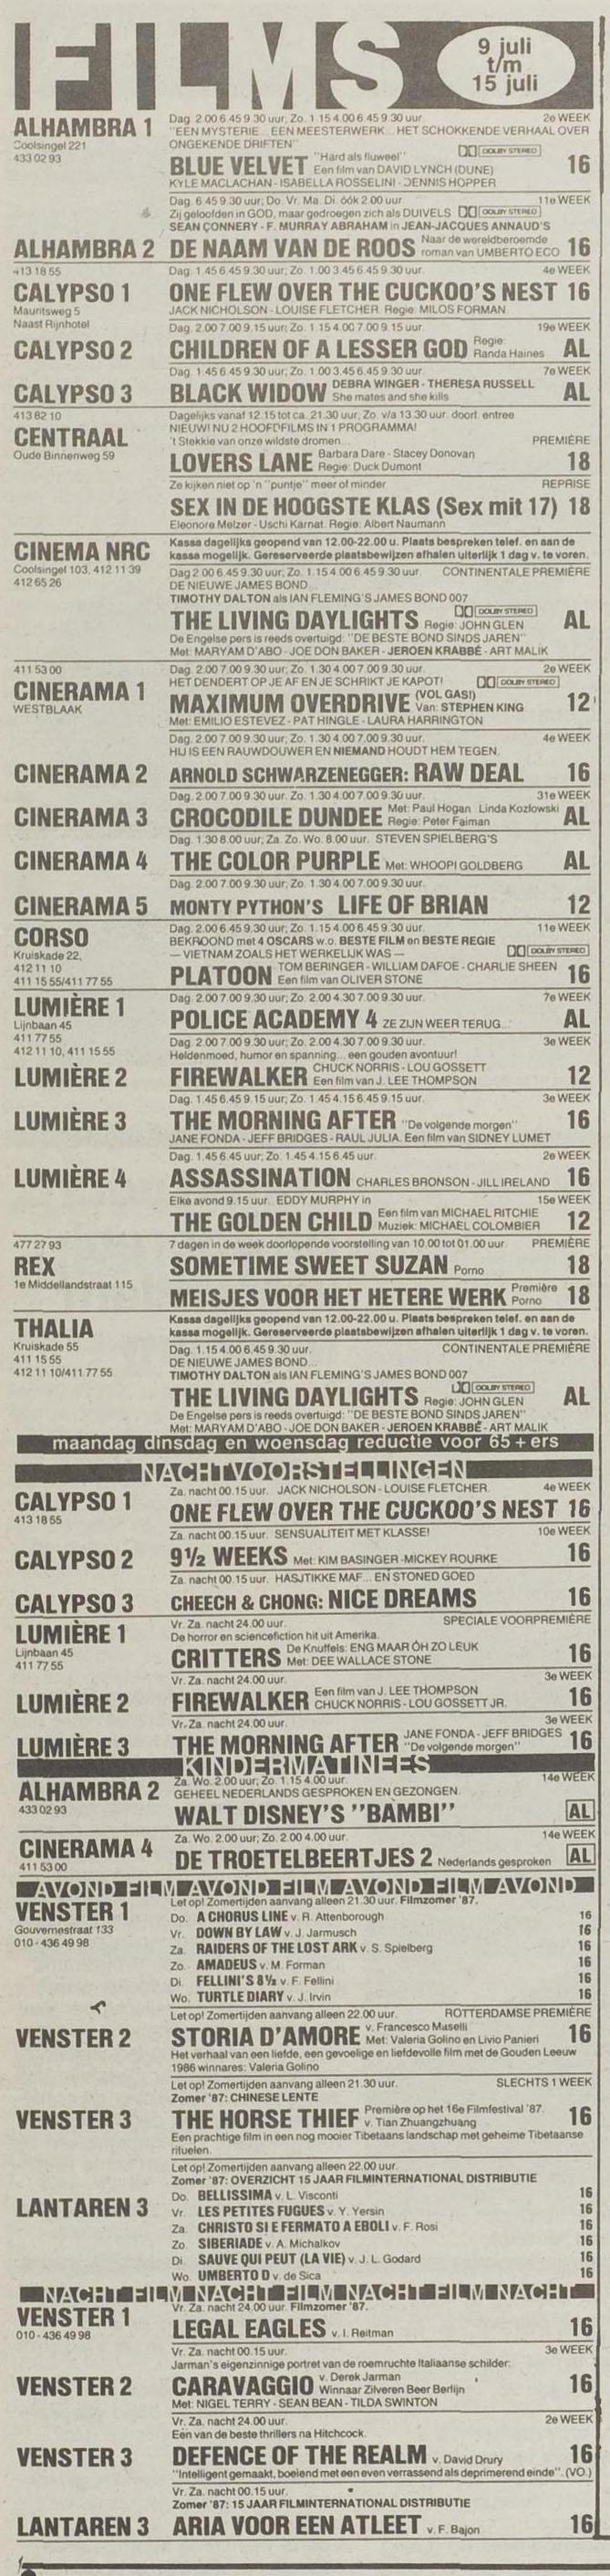 FILMS
9 juli
t/m
15 juli
ALHAMBRA 1
Coolsingel 221
433 02 93
Dag. 2.00 6.45 9.30 uur, Zo. 1.15 4.00 6.45 9.30 uur. 2e WEEK
"EEN MYSTERIE... EEN MEESTERWERK... HET SCHOKKENDE VERHAAL OVER
ONGEKENDE DRIFTEN"
DOLBY STEREO
BLUE VELVET "Hard als fluweel" 16
Een film van DAVID LYNCH (DUNE)
KYLE MACLACHAN - ISABELLA ROSSELINI - DENNIS HOPPER
Dag. 6.45 9.30 uur; Do. Vr. Ma. Di. óók 2.00 uur. 11e WEEK
Zij geloofden in GOD, maar gedroegen zich als DUIVELS DOLBY STEREO
SEAN CONNERY - F. MURRAY ABRAHAM in JEAN-JACQUES ANNAUD'S
ALHAMBRA 2 DE NAAM VAN DE ROOS Naar de wereldberoemde
roman van UMBERTO ECO 16
413 18 55
Dag. 1.45 6.45 9.30 uur; Zo. 1.00 3.45 6.45 9.30 uur. 4e WEEK
CALYPSO 1 ONE FLEW OVER THE CUCKOO'S NEST 16
Mauritsweg 5
Naast Rijnhotel
JACK NICHOLSON - LOUISE FLETCHER. Regie: MILOS FORMAN.
Dag. 2.00 7.00 9.15 uur; Zo. 1.15 4.00 7.00 9.15 uur. 19e WEEK
CALYPSO 2 CHILDREN OF A LESSER GOD Regie:
Randa Haines AL
Dag. 1.45 6.45 9.30 uur; Zo. 1.00 3.45 6.45 9.30 uur. 7e WEEK
CALYPSO 3 BLACK WIDOW DEBRA WINGER - THERESA RUSSELL
She mates and she kills AL
413 82 10
CENTRAAL
Oude Binnenweg 59
Dagelijks vanaf 12.15 tot ca. 21.30 uur, Zo. v/a 13.30 uur. doorl. entree
NIEUW! NU 2 HOOFDFILMS IN 1 PROGRAMMA!
't Stekkie van onze wildste dromen... PREMIÈRE
LOVERS LANE Barbara Dare - Stacey Donovan
Regie: Duck Dumont 18
Ze kijken niet op 'n "puntje" meer of minder REPRISE
SEX IN DE HOOGSTE KLAS (Sex mit 17) 18
Eleonore Melzer - Uschi Karnat. Regie: Albert Naumann
CINEMA NRC
Coolsingel 103, 412 11 39
412 65 26
Kassa dagelijks geopend van 12.00-22.00 u. Plaats bespreken telef. en aan de
kassa mogelijk. Gereserveerde plaatsbewijzen afhalen uiterlijk 1 dag v. te voren.
Dag 2.00 6.45 9.30 uur, Zo. 1.15 4.00 6.45 9.30 uur. CONTINENTALE PREMIÈRE
DE NIEUWE JAMES BOND...
TIMOTHY DALTON als IAN FLEMING'S JAMES BOND 007
DOLBY STEREO
THE LIVING DAYLIGHTS Regie: JOHN GLEN AL
De Engelse pers is reeds overtuigd: "DE BESTE BOND SINDS JAREN"
Met: MARYAM D'ABO - JOE DON BAKER - JEROEN KRABBÉ - ART MALIK
411 53 00
CINERAMA 1
WESTBLAAK
Dag. 2.00 7.00 9.30 uur; Zo. 1.30 4.00 7.00 9.30 uur. 2e WEEK
HET DENDERT OP JE AF EN JE SCHRIKT JE KAPOT! DOLBY STEREO
MAXIMUM OVERDRIVE (VOL GAS!)
Van: STEPHEN KING 12
Met: EMILIO ESTEVEZ - PAT HINGLE - LAURA HARRINGTON
Dag. 2.00 7.00 9.30 uur. Zo. 1.30 4.00 7.00 9.30 uur. 4e WEEK
HIJ IS EEN RAUWDOUWER EN NIEMAND HOUDT HEM TEGEN.
CINERAMA 2 ARNOLD SCHWARZENEGGER: RAW DEAL 16
Dag. 2.00 7.00 9.30 uur. Zo. 1.30 4.00 7.00 9.30 uur. 31e WEEK
CINERAMA 3 CROCODILE DUNDEE Met: Paul Hogan Linda Kozlowski
Regie: Peter Faiman AL
Dag. 1.30 8.00 uur; Za. Zo. Wo. 8.00 uur. STEVEN SPIELBERG'S
CINERAMA 4 THE COLOR PURPLE Met: WHOOPI GOLDBERG AL
Dag. 2.00 7.00 9.30 uur; Zo. 1.30 4.00 7.00 9.30 uur.
CINERAMA 5 MONTY PYTHON'S LIFE OF BRIAN 12
CORSO
Kruiskade 22,
412 11 10
411 15 55/411 77 55
Dag. 2.00 6.45 9.30 uur; Zo. 1.15 4.00 6.45 9.30 uur. 11e WEEK
BEKROOND met 4 OSCARS w.o. BESTE FILM en BESTE REGIE
— VIETNAM ZOALS HET WERKELIJK WAS — DOLBY STEREO
PLATOON TOM BERINGER - WILLIAM DAFOE - CHARLIE SHEEN
Een film van OLIVER STONE 16
LUMIÈRE 1
Lijnbaan 45
411 77 55
412 11 10, 411 15 55
Dag. 2.00 7.00 9.30 uur; Zo. 2.00 4.30 7.00 9.30 uur. 7e WEEK
POLICE ACADEMY 4 ZE ZIJN WEER TERUG... AL
Dag. 2.00 7.00 9.30 uur; Zo. 2.00 4.30 7.00 9.30 uur. 3e WEEK
Heldenmoed, humor en spanning... een gouden avontuur!
LUMIÈRE 2 FIREWALKER CHUCK NORRIS - LOU GOSSETT
Een film van J. LEE THOMPSON 12
Dag. 1.45 6.45 9.15 uur; Zo. 1.45 4.15 6.45 9.15 uur. 3e WEEK
LUMIÈRE 3 THE MORNING AFTER "De volgende morgen" 16
JANE FONDA - JEFF BRIDGES - RAUL JULIA. Een film van SIDNEY LUMET
Dag. 1.45 6.45 uur; Zo. 1.45 4.15 6.45 uur. 2e WEEK
LUMIÈRE 4 ASSASSINATION CHARLES BRONSON - JILL IRELAND 16
Elke avond 9.15 uur. EDDY MURPHY in 15e WEEK
THE GOLDEN CHILD Een film van MICHAEL RITCHIE
Muziek: MICHAEL COLOMBIER 12
477 27 93
REX
1e Middellandstraat 115
7 dagen in de week doorlopende voorstelling van 10.00 tot 01.00 uur. PREMIÈRE
SOMETIME SWEET SUZAN Porno 18
MEISJES VOOR HET HETERE WERK Première
Porno 18
THALIA
Kruiskade 55
411 15 55
412 11 10/411 77 55
Kassa dagelijks geopend van 12.00-22.00 u. Plaats bespreken telef. en aan de
kassa mogelijk. Gereserveerde plaatsbewijzen afhalen uiterlijk 1 dag v. te voren.
Dag. 1.15 4.00 6.45 9.30 uur. CONTINENTALE PREMIÈRE
DE NIEUWE JAMES BOND...
TIMOTHY DALTON als IAN FLEMING'S JAMES BOND 007
DOLBY STEREO
THE LIVING DAYLIGHTS Regie: JOHN GLEN AL
De Engelse pers is reeds overtuigd: "DE BESTE BOND SINDS JAREN"
Met: MARYAM D'ABO - JOE DON BAKER - JEROEN KRABBÉ - ART MALIK
maandag dinsdag en woensdag reductie voor 65 + ers
NACHTVOORSTELLINGEN
CALYPSO 1
413 18 55
Za. nacht 00.15 uur. JACK NICHOLSON - LOUISE FLETCHER. 4e WEEK
ONE FLEW OVER THE CUCKOO'S NEST 16
Za. nacht 00.15 uur. SENSUALITEIT MET KLASSE! 10e WEEK
CALYPSO 2 9½ WEEKS Met: KIM BASINGER - MICKEY ROURKE 16
Za. nacht 00.15 uur. HASJTIKKE MAF... EN STONED GOED
CALYPSO 3 CHEECH & CHONG: NICE DREAMS 16
LUMIÈRE 1
Lijnbaan 45
411 77 55
Vr. Za. nacht 24.00 uur. SPECIALE VOORPREMIÈRE
De horror en sciencefiction hit uit Amerika.
CRITTERS De Knuffels: ENG MAAR ÓH ZO LEUK
Met: DEE WALLACE STONE 16
Vr. Za. nacht 24.00 uur. 3e WEEK
LUMIÈRE 2 FIREWALKER Een film van J. LEE THOMPSON
CHUCK NORRIS - LOU GOSSETT JR. 16
Vr. Za. nacht 24.00 uur. 3e WEEK
LUMIÈRE 3 THE MORNING AFTER JANE FONDA - JEFF BRIDGES
"De volgende morgen" 16
KINDERMATINEES
ALHAMBRA 2
433 02 93
Za. Wo. 2.00 uur; Zo. 1.15 4.00 uur. 14e WEEK
GEHEEL NEDERLANDS GESPROKEN EN GEZONGEN.
WALT DISNEY'S "BAMBI" AL
CINERAMA 4
411 53 00
Za. Wo. 2.00 uur; Zo. 2.00 4.00 uur. 14e WEEK
DE TROETELBEERTJES 2 Nederlands gesproken AL
AVOND FILM AVOND FILM AVOND FILM AVOND
VENSTER 1
Gouvernestraat 133
010 - 436 49 98
Let op! Zomertijden aanvang alleen 21.30 uur. Filmzomer '87.
Do. A CHORUS LINE v. R. Attenborough 16
Vr. DOWN BY LAW v. J. Jarmusch 16
Za. RAIDERS OF THE LOST ARK v. S. Spielberg 16
Zo. AMADEUS v. M. Forman 16
Di. FELLINI'S 8½ v. F. Fellini 16
Wo. TURTLE DIARY v. J. Irvin 16
Let op! Zomertijden aanvang alleen 22.00 uur. ROTTERDAMSE PREMIÈRE
VENSTER 2 STORIA D'AMORE v. Francesco Maselli
Met: Valeria Golino en Livio Panieri 16
Het verhaal van een liefde, een gevoelige en liefdevolle film met de Gouden Leeuw
1986 winnares: Valeria Golino
Let op! Zomertijden aanvang alleen 21.30 uur. SLECHTS 1 WEEK
Zomer '87: CHINESE LENTE
VENSTER 3 THE HORSE THIEF Première op het 16e Filmfestival '87.
v. Tian Zhuangzhuang 16
Een prachtige film in een nog mooier Tibetaans landschap met geheime Tibetaanse
rituelen.
Let op! Zomertijden aanvang alleen 22.00 uur.
Zomer '87: OVERZICHT 15 JAAR FILMINTERNATIONAL DISTRIBUTIE
LANTAREN 3
Do. BELLISSIMA v. L. Visconti 16
Vr. LES PETITES FUGUES v. Y. Yersin 16
Za. CHRISTO SI E FERMATO A EBOLI v. F. Rosi 16
Zo. SIBERIADE v. A. Michalkov 16
Di. SAUVE QUI PEUT (LA VIE) v. J. L. Godard 16
Wo. UMBERTO D v. de Sica 16
NACHT FILM NACHT FILM NACHT FILM NACHT
VENSTER 1
010 - 436 49 98
Vr. Za. nacht 24.00 uur. Filmzomer '87.
LEGAL EAGLES v. I. Reitman 16
Vr. Za. nacht 00.15 uur. 3e WEEK
Jarman's eigenzinnige portret van de roemruchte Italiaanse schilder.
VENSTER 2 CARAVAGGIO v. Derek Jarman
Winnaar Zilveren Beer Berlijn 16
Met: NIGEL TERRY - SEAN BEAN - TILDA SWINTON
Vr. Za. nacht 24.00 uur. 2e WEEK
Eén van de beste thrillers na Hitchcock.
VENSTER 3 DEFENCE OF THE REALM v. David Drury 16
"Intelligent gemaakt, boeiend met een even verrassend als deprimerend einde". (VO.)
Vr. Za. nacht 00.15 uur.
Zomer '87: 15 JAAR FILMINTERNATIONAL DISTRIBUTIE
LANTAREN 3 ARIA VOOR EEN ATLEET v. F. Bajon 16